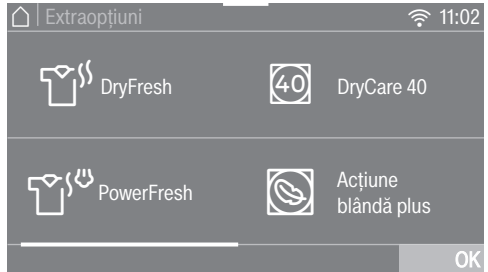 Extraopțiuni 11:02
DryFresh
40 DryCare 40
PowerFresh
Acțiune
blândă plus
OK